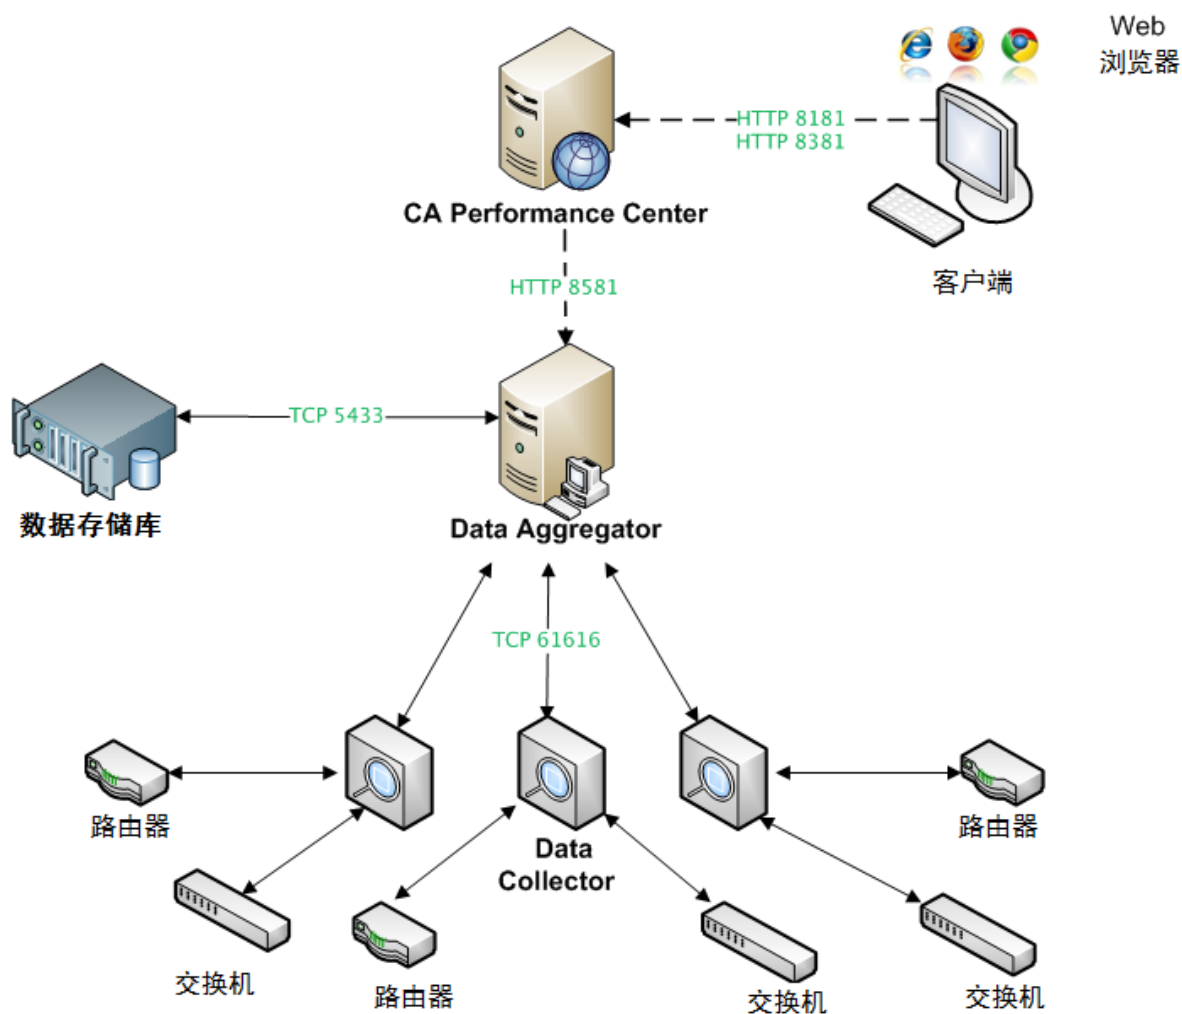 Web
浏览器
HTTP 8181
HTTP 8381
CA Performance Center
客户端
HTTP 8581
TCP 5433
数据存储库
Data Aggregator
TCP 61616
路由器
路由器
Data
Collector
交换机
路由器
交换机
交换机